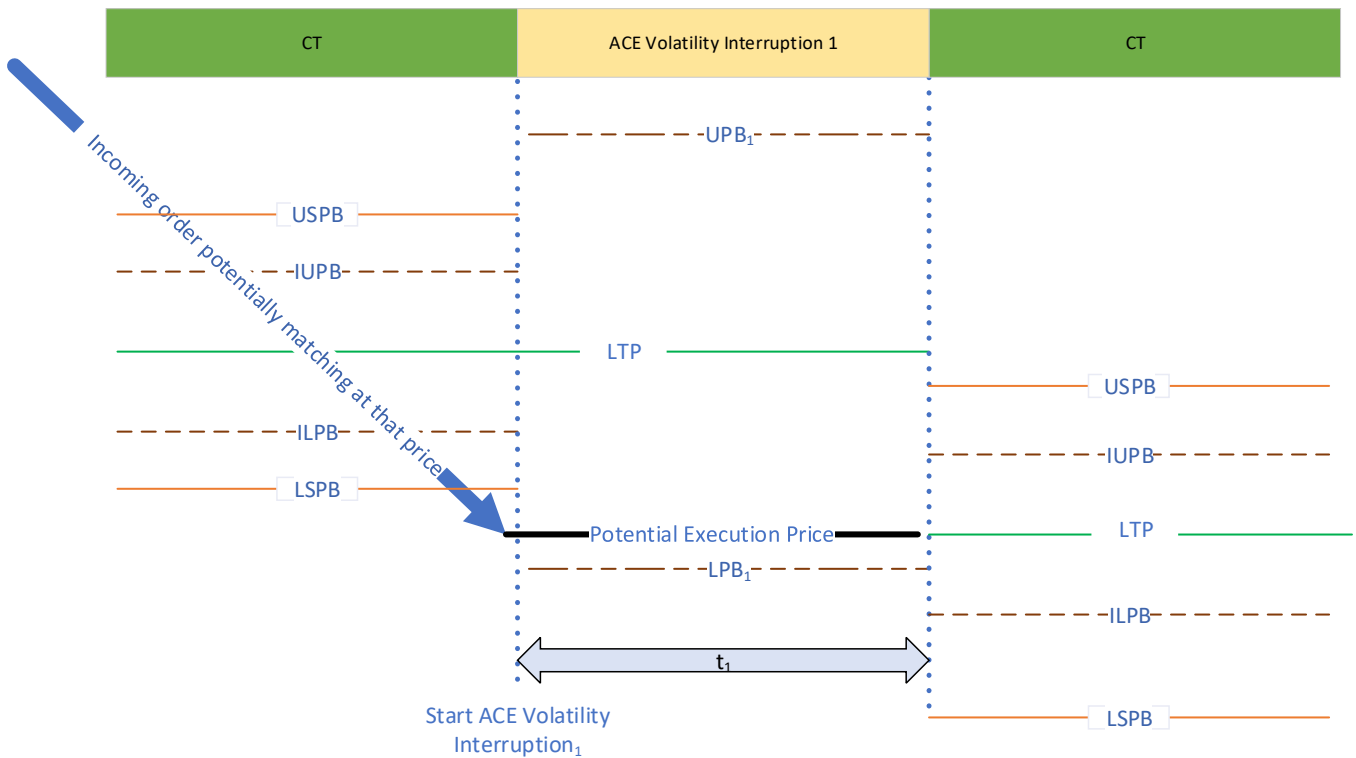 CT
ACE Volatility Interruption 1
CT
UPB₁
Incoming order potentially matching at that price
USPB
IUPB
LTP
USPB
ILPB
IUPB
LSPB
Potential Execution Price
LTP
LPB₁
ILPB
t₁
Start ACE Volatility
Interruption₁
LSPB